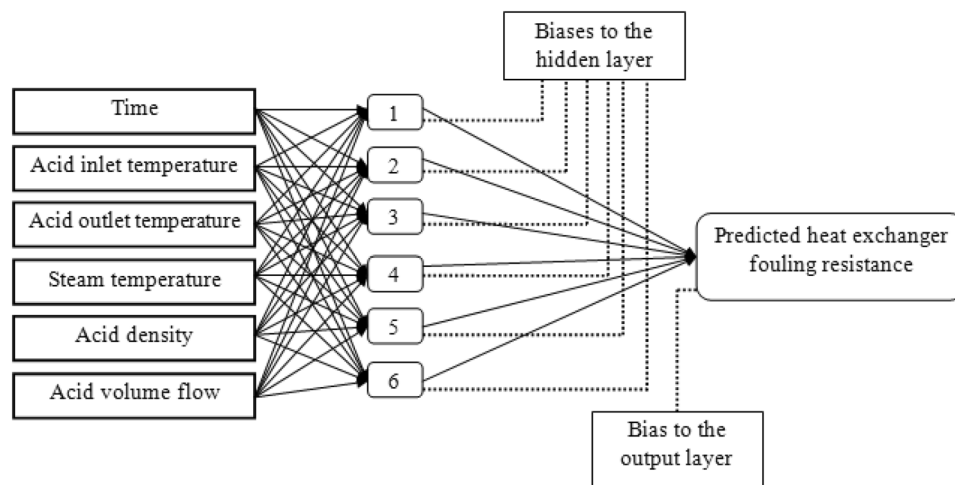 Biases to the
hidden layer
Time
Acid inlet temperature
Acid outlet temperature
Steam temperature
Acid density
Acid volume flow
1
2
3
4
5
6
Predicted heat exchanger
fouling resistance
Bias to the
output layer